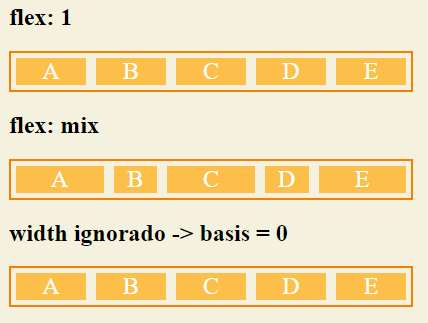 flex: 1
A B C D E
flex: mix
A B C D E
width ignorado -> basis = 0
A B C D E